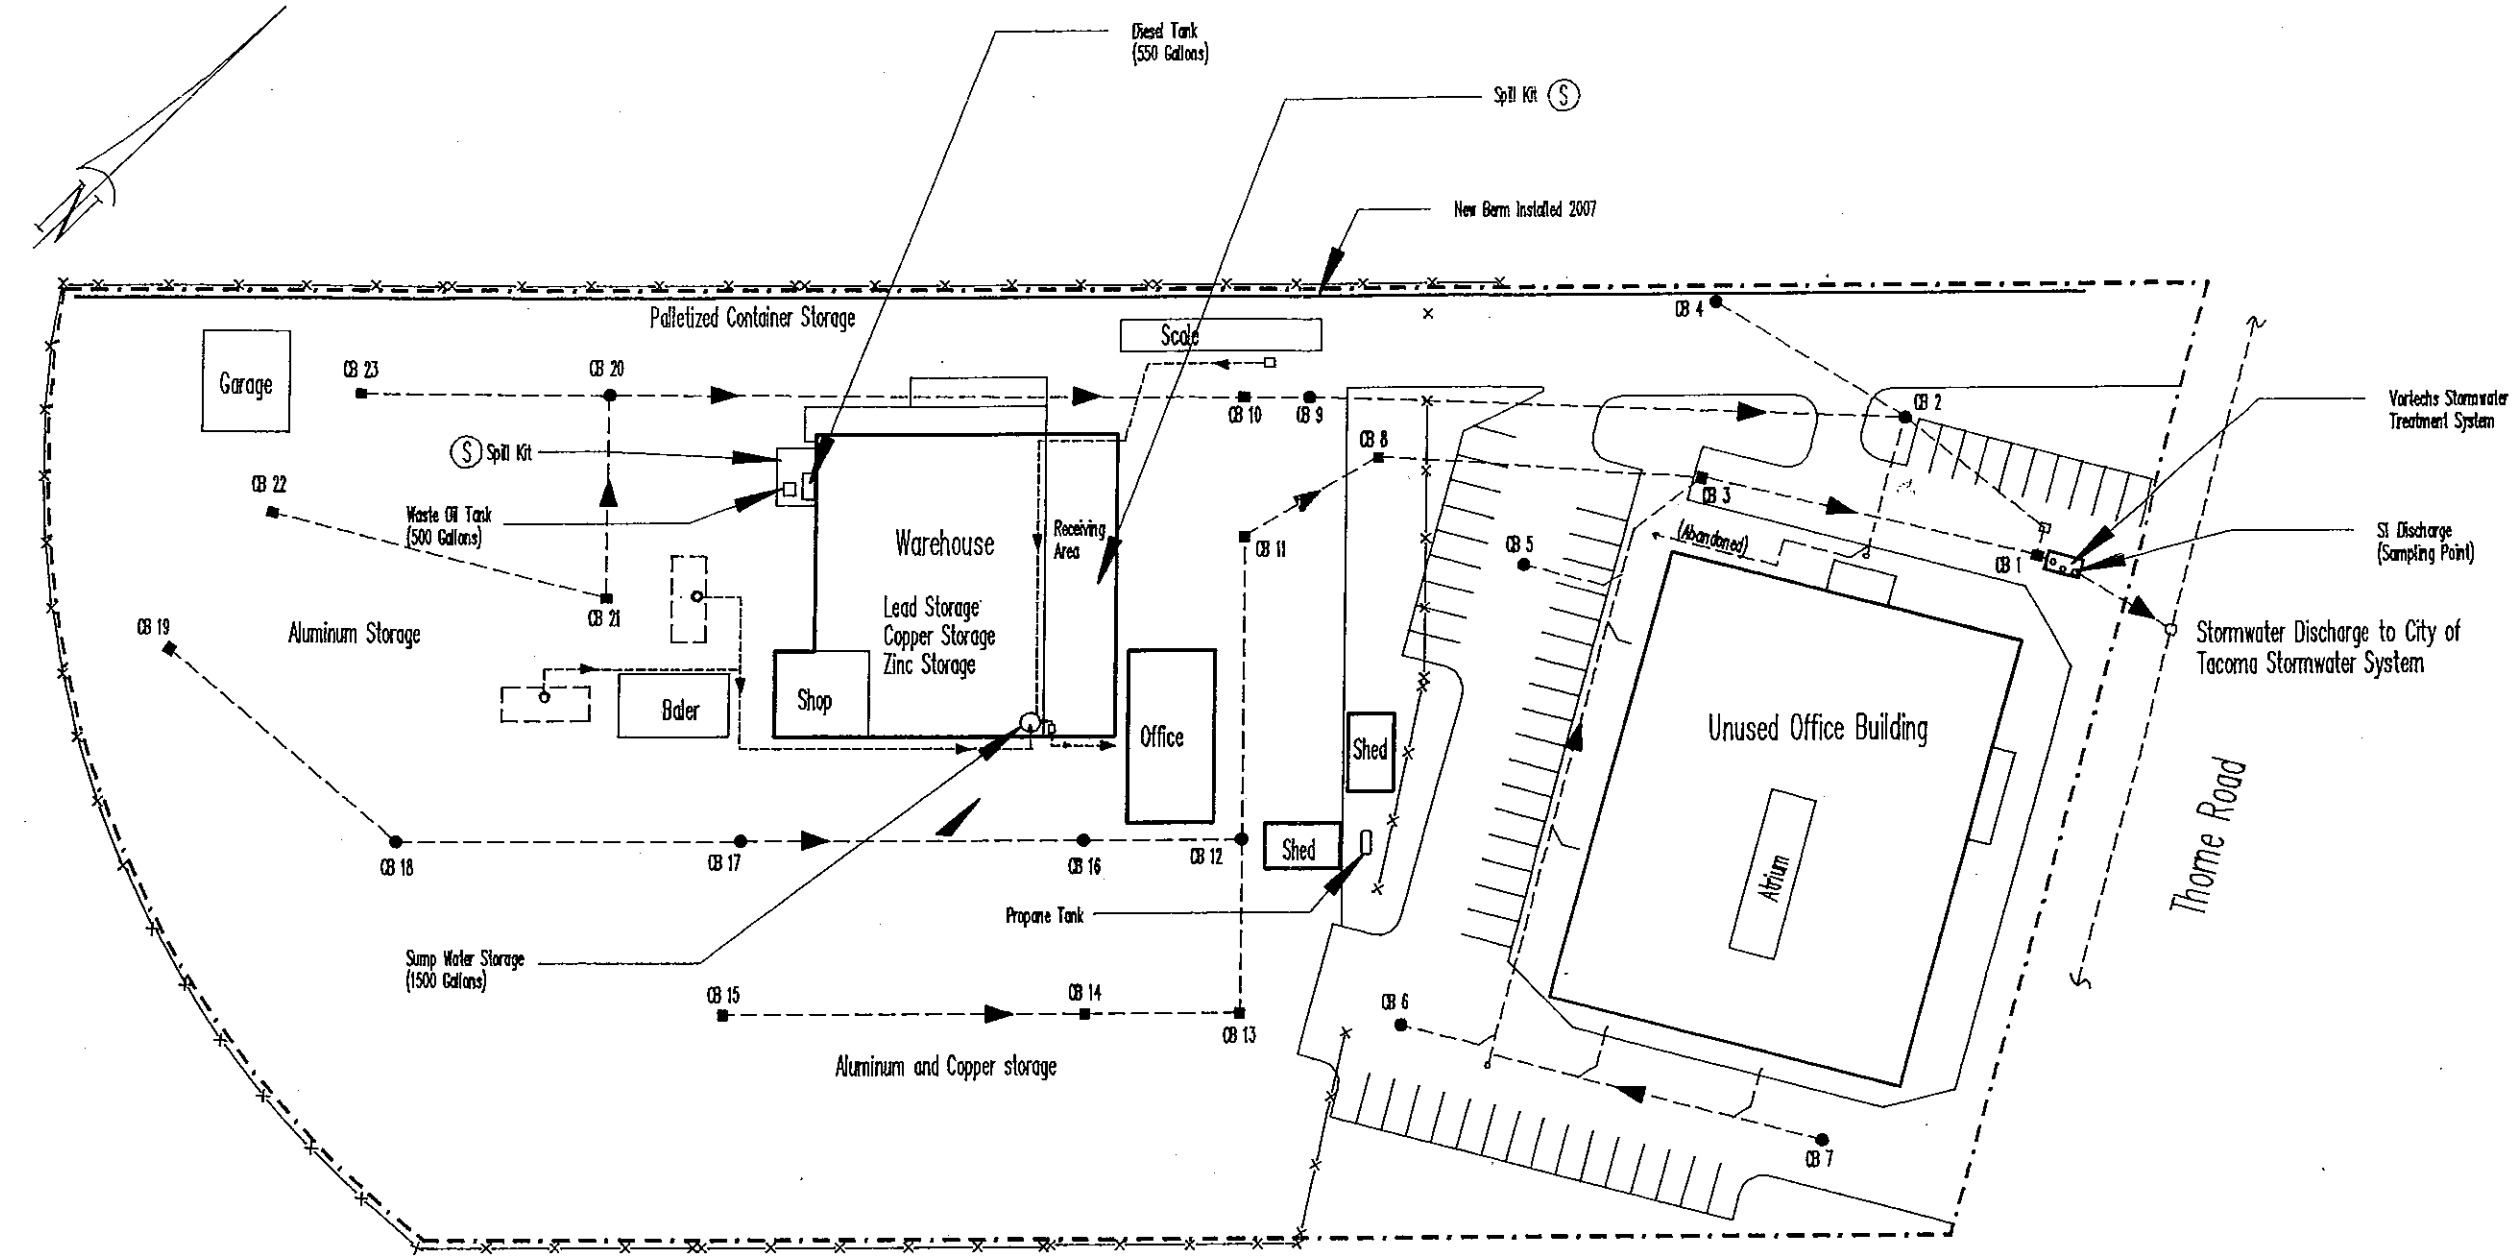 Diesel Tank
(550 Gallons)
Spill Kit S
New Berm Installed 2007
N
Palletized Container Storage
Scale
CB 4
Garage
CB 23
CB 20
CB 10
CB 9
CB 2
Vortechs Stormwater
Treatment System
S Spill Kit
CB 8
CB 22
CB 3
Waste Oil Tank
(500 Gallons)
Warehouse
Receiving
Area
CB 11
CB 5
(Abandoned)
CB 1
S1 Discharge
(Sampling Point)
CB 19
Aluminum Storage
CB 21
Lead Storage
Copper Storage
Zinc Storage
Stormwater Discharge to City of
Tacoma Stormwater System
Shop
Baler
Office
Shed
Unused Office Building
Thorne Road
CB 18
CB 17
CB 16
CB 12
Shed
Atrium
Propane Tank
Sump Water Storage
(1500 Gallons)
CB 15
CB 14
CB 13
CB 6
Aluminum and Copper storage
CB 7